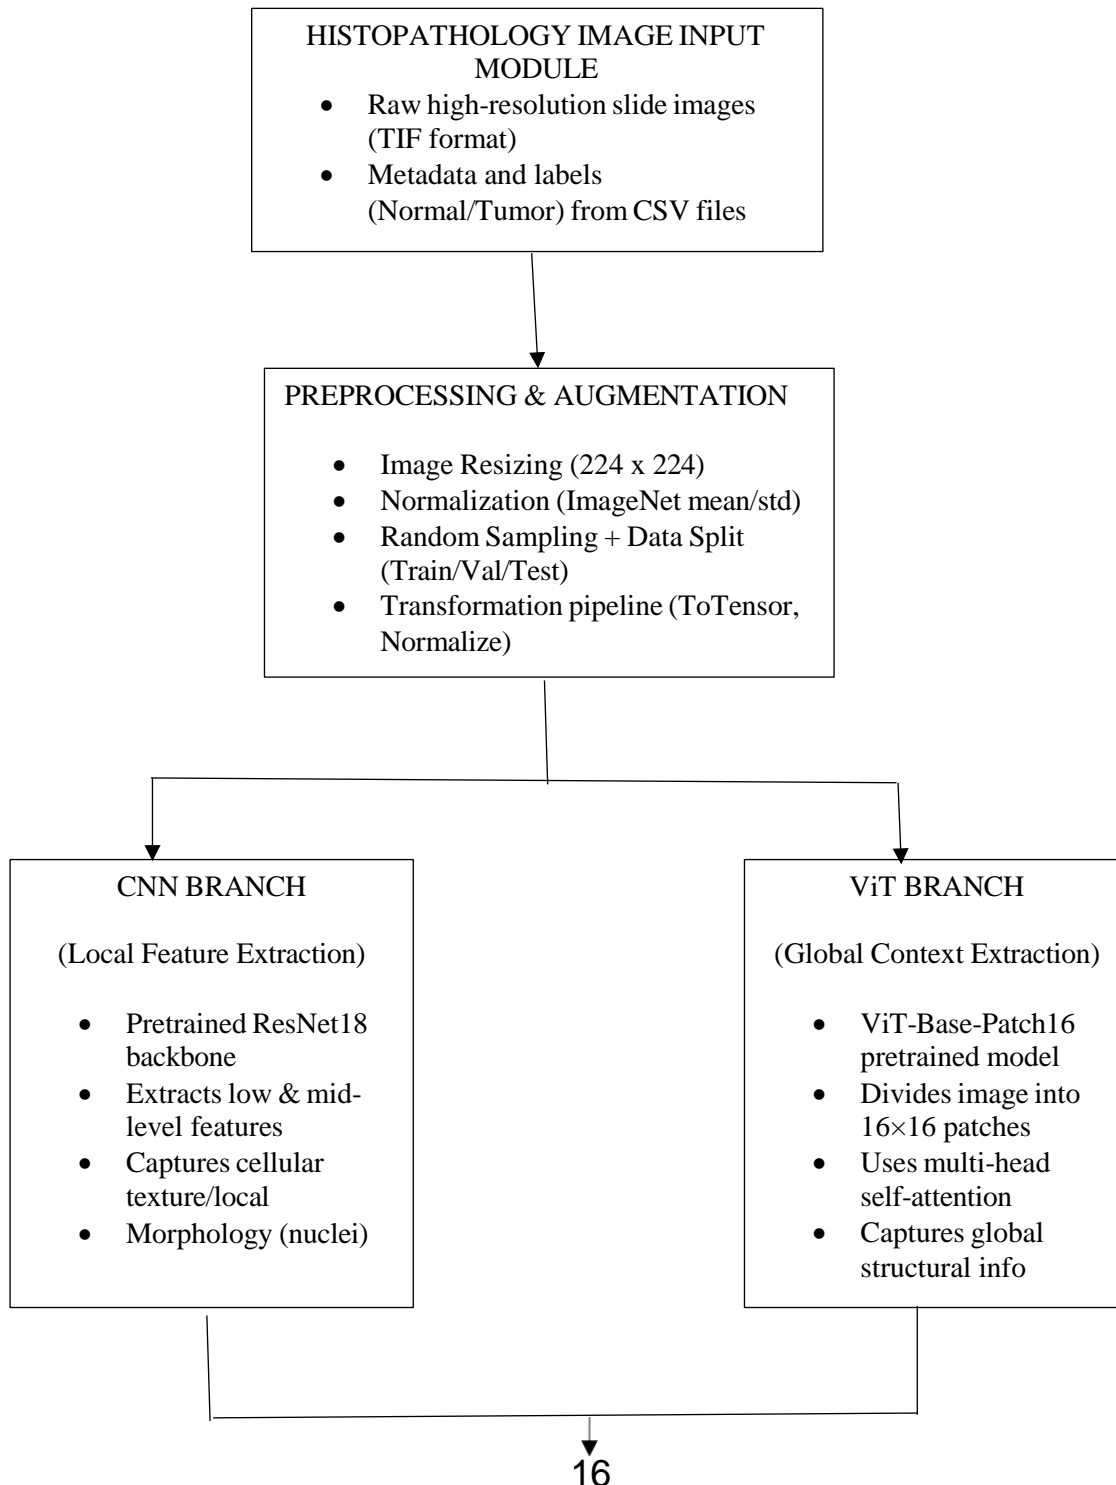 HISTOPATHOLOGY IMAGE INPUT
MODULE
• Raw high-resolution slide images
(TIF format)
• Metadata and labels
(Normal/Tumor) from CSV files
PREPROCESSING & AUGMENTATION
• Image Resizing (224 x 224)
• Normalization (ImageNet mean/std)
• Random Sampling + Data Split
(Train/Val/Test)
• Transformation pipeline (ToTensor,
Normalize)
CNN BRANCH
(Local Feature Extraction)
• Pretrained ResNet18
backbone
• Extracts low & mid-
level features
• Captures cellular
texture/local
• Morphology (nuclei)
ViT BRANCH
(Global Context Extraction)
• ViT-Base-Patch16
pretrained model
• Divides image into
16×16 patches
• Uses multi-head
self-attention
• Captures global
structural info
16